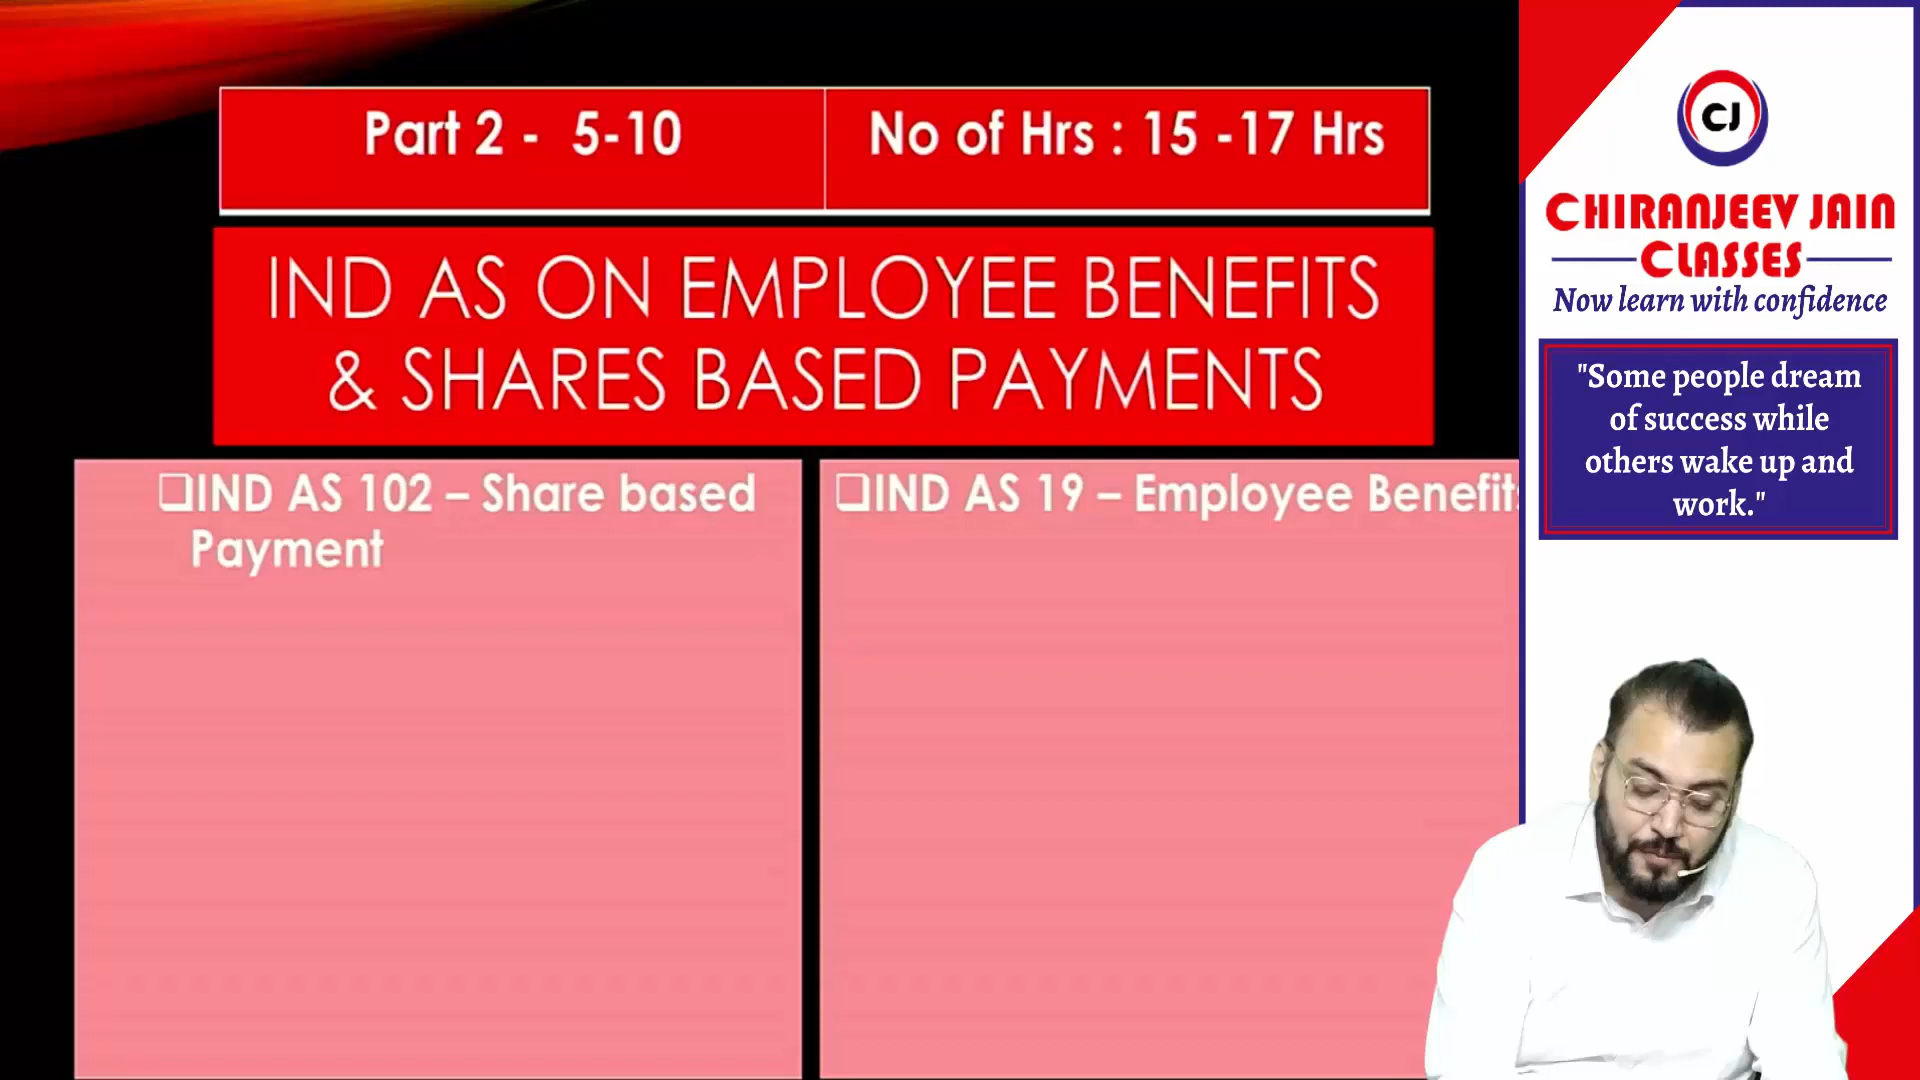 Part 2 - 5-10
No of Hrs : 15 -17 Hrs
IND AS ON EMPLOYEE BENEFITS
& SHARES BASED PAYMENTS
❑IND AS 102 – Share based
Payment
❑IND AS 19 – Employee Benefits
CJ
CHIRANJEEV JAIN
CLASSES
Now learn with confidence
"Some people dream
of success while
others wake up and
work."